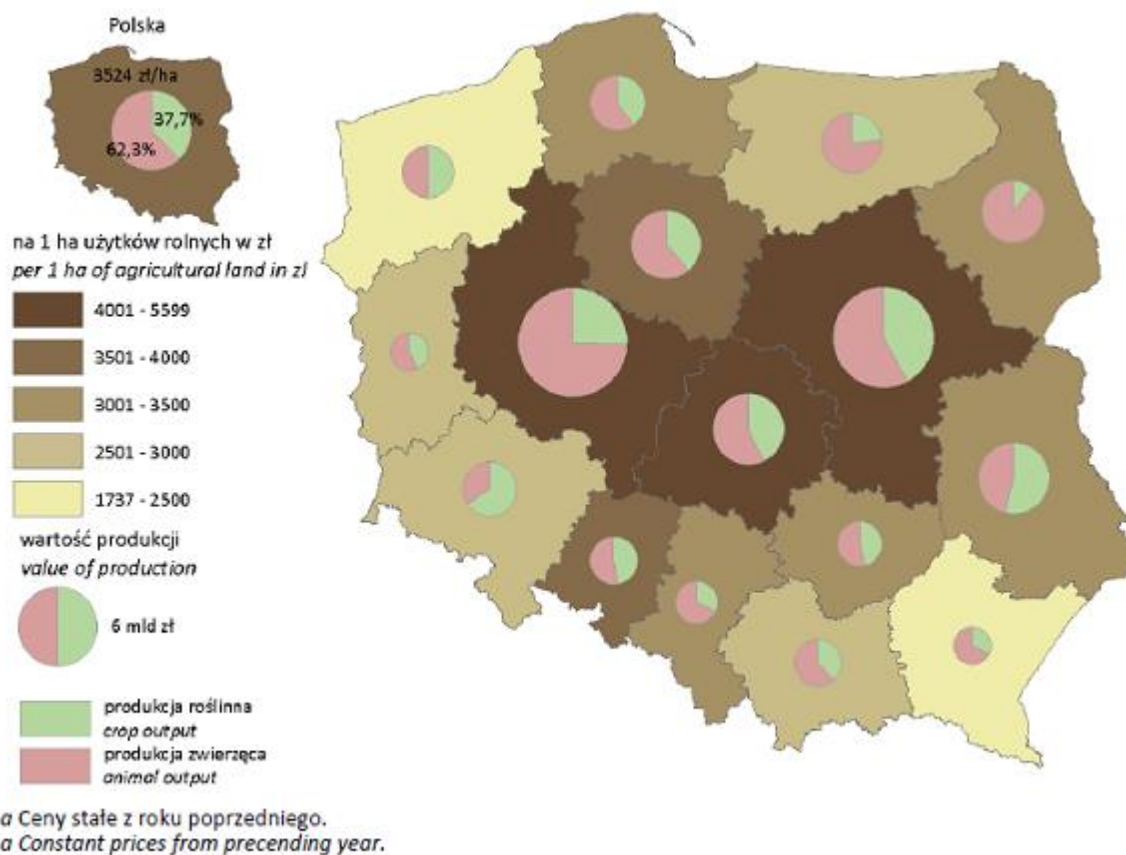 Polska
3524 zł/ha
37,7%
62,3%
na 1 ha użytków rolnych w zł
per 1 ha of agricultural land in zl
4001 - 5599
3501 - 4000
3001 - 3500
2501 - 3000
1737 - 2500
wartość produkcji
value of production
6 mld zł
produkcja roślinna
crop output
produkcja zwierzęca
animal output
a Ceny stałe z roku poprzedniego.
a Constant prices from precending year.